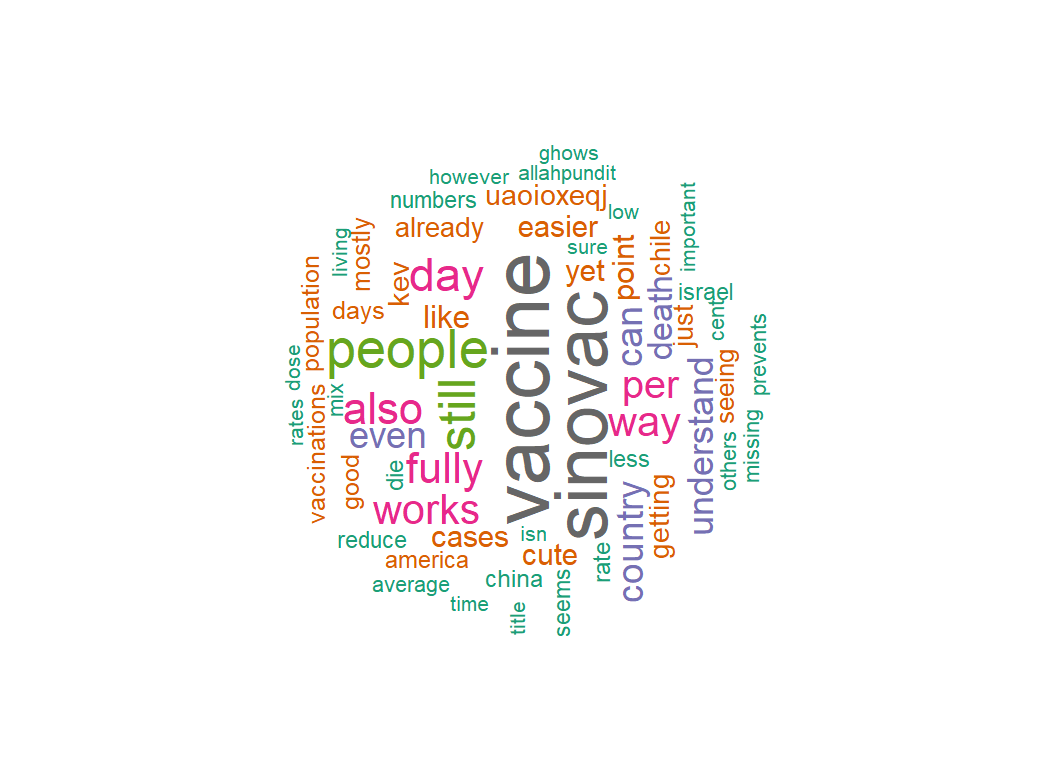 ghows
however
allahpundit
numbers
uaoioxeqj
low
important
already
easier
sure
living
mostly
key
day
yet
point
chile
population
days
like
vaccine
sinovac
can
death
israel
just
cent
prevents
people
dose
rates
mix
also
still
per
way
understand
seeing
vaccinations
even
good
die
fully
less
others
missing
works
country
getting
reduce
cases
isn
america
cute
rate
average
china
seems
time
title